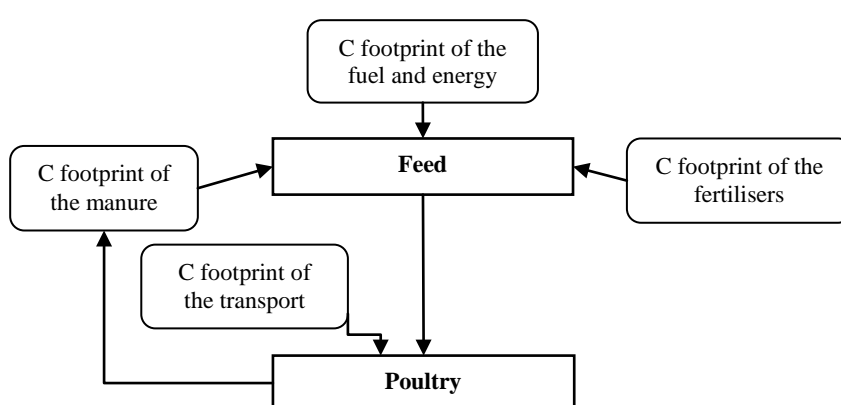 C footprint of the
fuel and energy
Feed
C footprint of
the manure
C footprint of the
fertilisers
C footprint of
the transport
Poultry